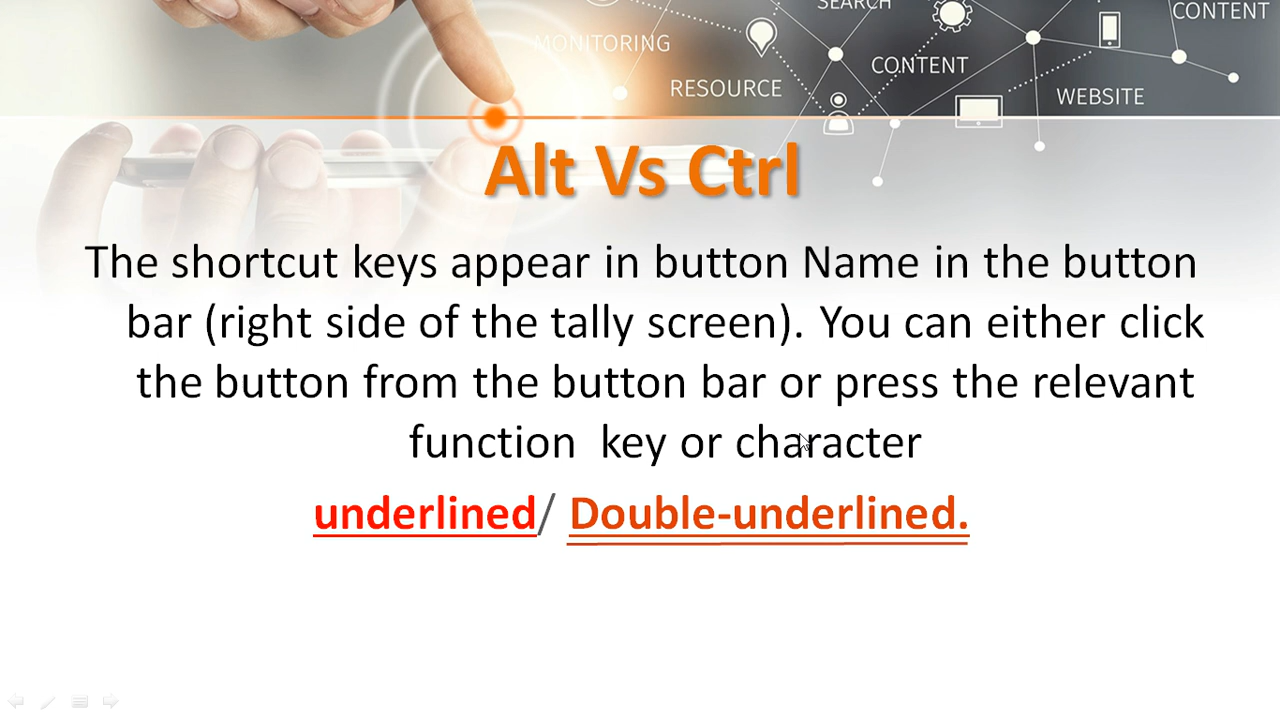 SEARCH
CONTENT
MONITORING
CONTENT
RESOURCE
WEBSITE
Alt Vs Ctrl
The shortcut keys appear in button Name in the button
bar (right side of the tally screen). You can either click
the button from the button bar or press the relevant
function key or character
underlined/ Double-underlined.